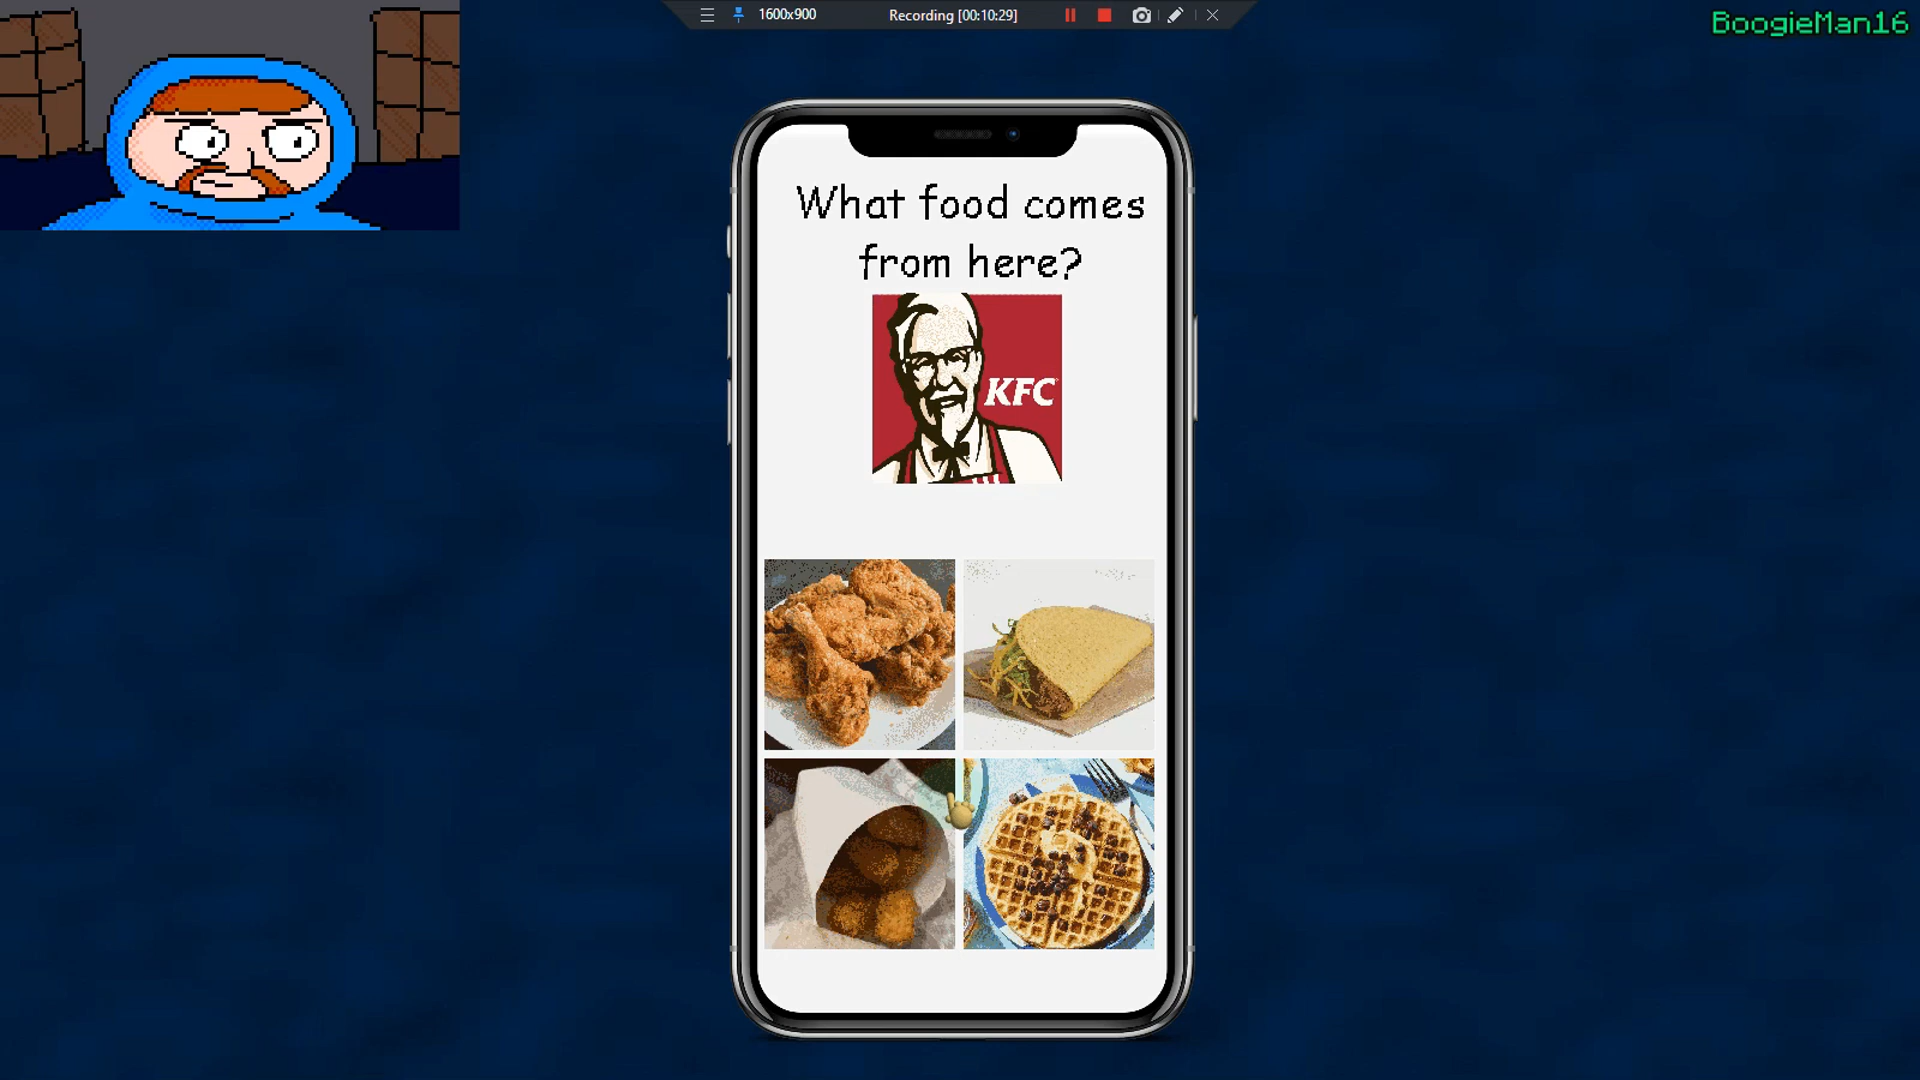 1600x900
Recording [00:10:29]
BoogieMan16
What food comes
from here?
KFC